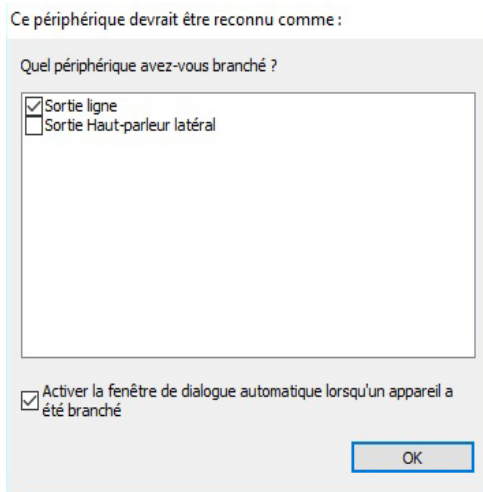 Ce périphérique devrait être reconnu comme :
Quel périphérique avez-vous branché ?
Sortie ligne
Sortie Haut-parleur latéral
Activer la fenêtre de dialogue automatique lorsqu'un appareil a
été branché
OK